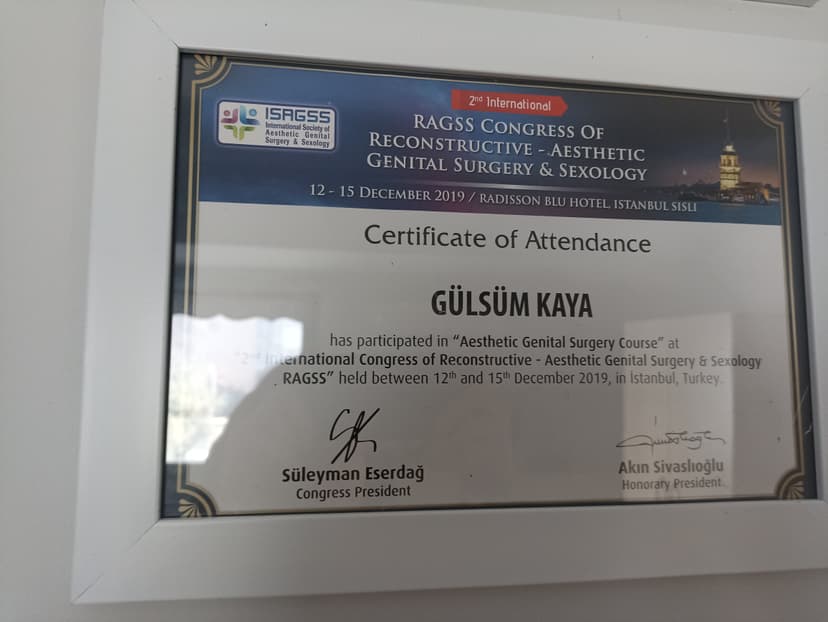 ISAGSS
International Society of
Aesthetic Genital
Surgery & Sexology
2nd International
RAGSS CONGRESS OF
RECONSTRUCTIVE - AESTHETIC
GENITAL SURGERY & SEXOLOGY
12 - 15 DECEMBER 2019 / RADISSON BLU HOTEL, ISTANBUL SISLI
Certificate of Attendance
GÜLSÜM KAYA
has participated in “Aesthetic Genital Surgery Course” at
“2nd International Congress of Reconstructive - Aesthetic Genital Surgery & Sexology
RAGSS” held between 12th and 15th December 2019, in İstanbul, Turkey.
Süleyman Eserdağ
Congress President
Akın Sivaslıoğlu
Honorary President